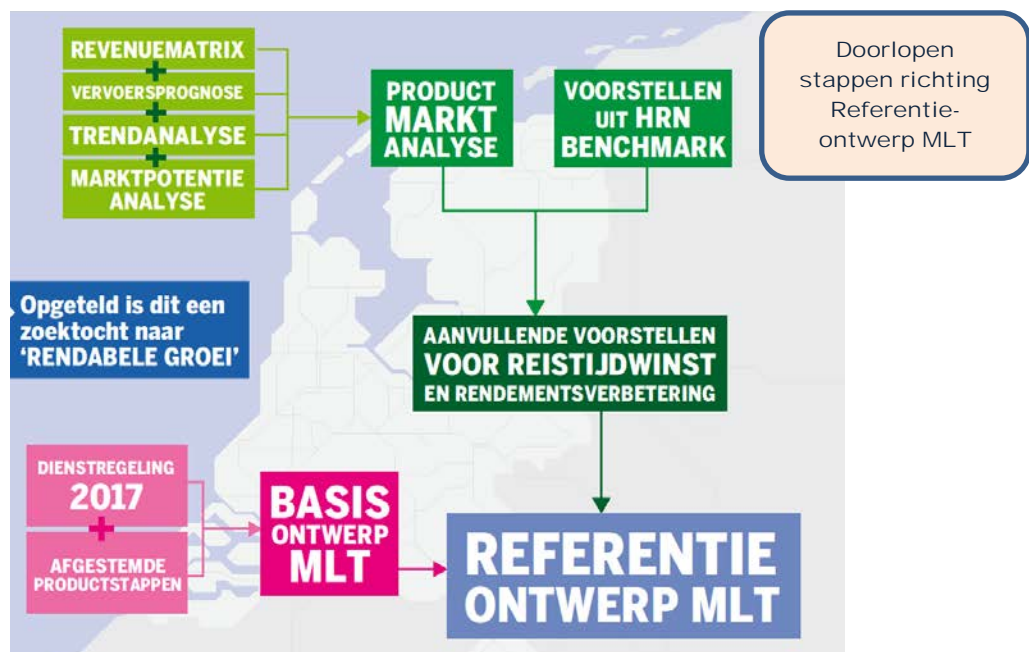 REVENUEMATRIX
+
VERVOERSPROGNOSE
+
TRENDANALYSE
+
MARKTPOTENTIE
ANALYSE
PRODUCT
MARKT
ANALYSE
VOORSTELLEN
UIT HRN
BENCHMARK
Doorlopen
stappen richting
Referentie-
ontwerp MLT
Opgeteld is dit een
zoektocht naar
‘RENDABELE GROEI’
AANVULLENDE VOORSTELLEN
VOOR REISTIJDWINST
EN RENDEMENTSVERBETERING
DIENSTREGELING
2017
+
AFGESTEMDE
PRODUCTSTAPPEN
BASIS
ONTWERP
MLT
REFERENTIE
ONTWERP MLT